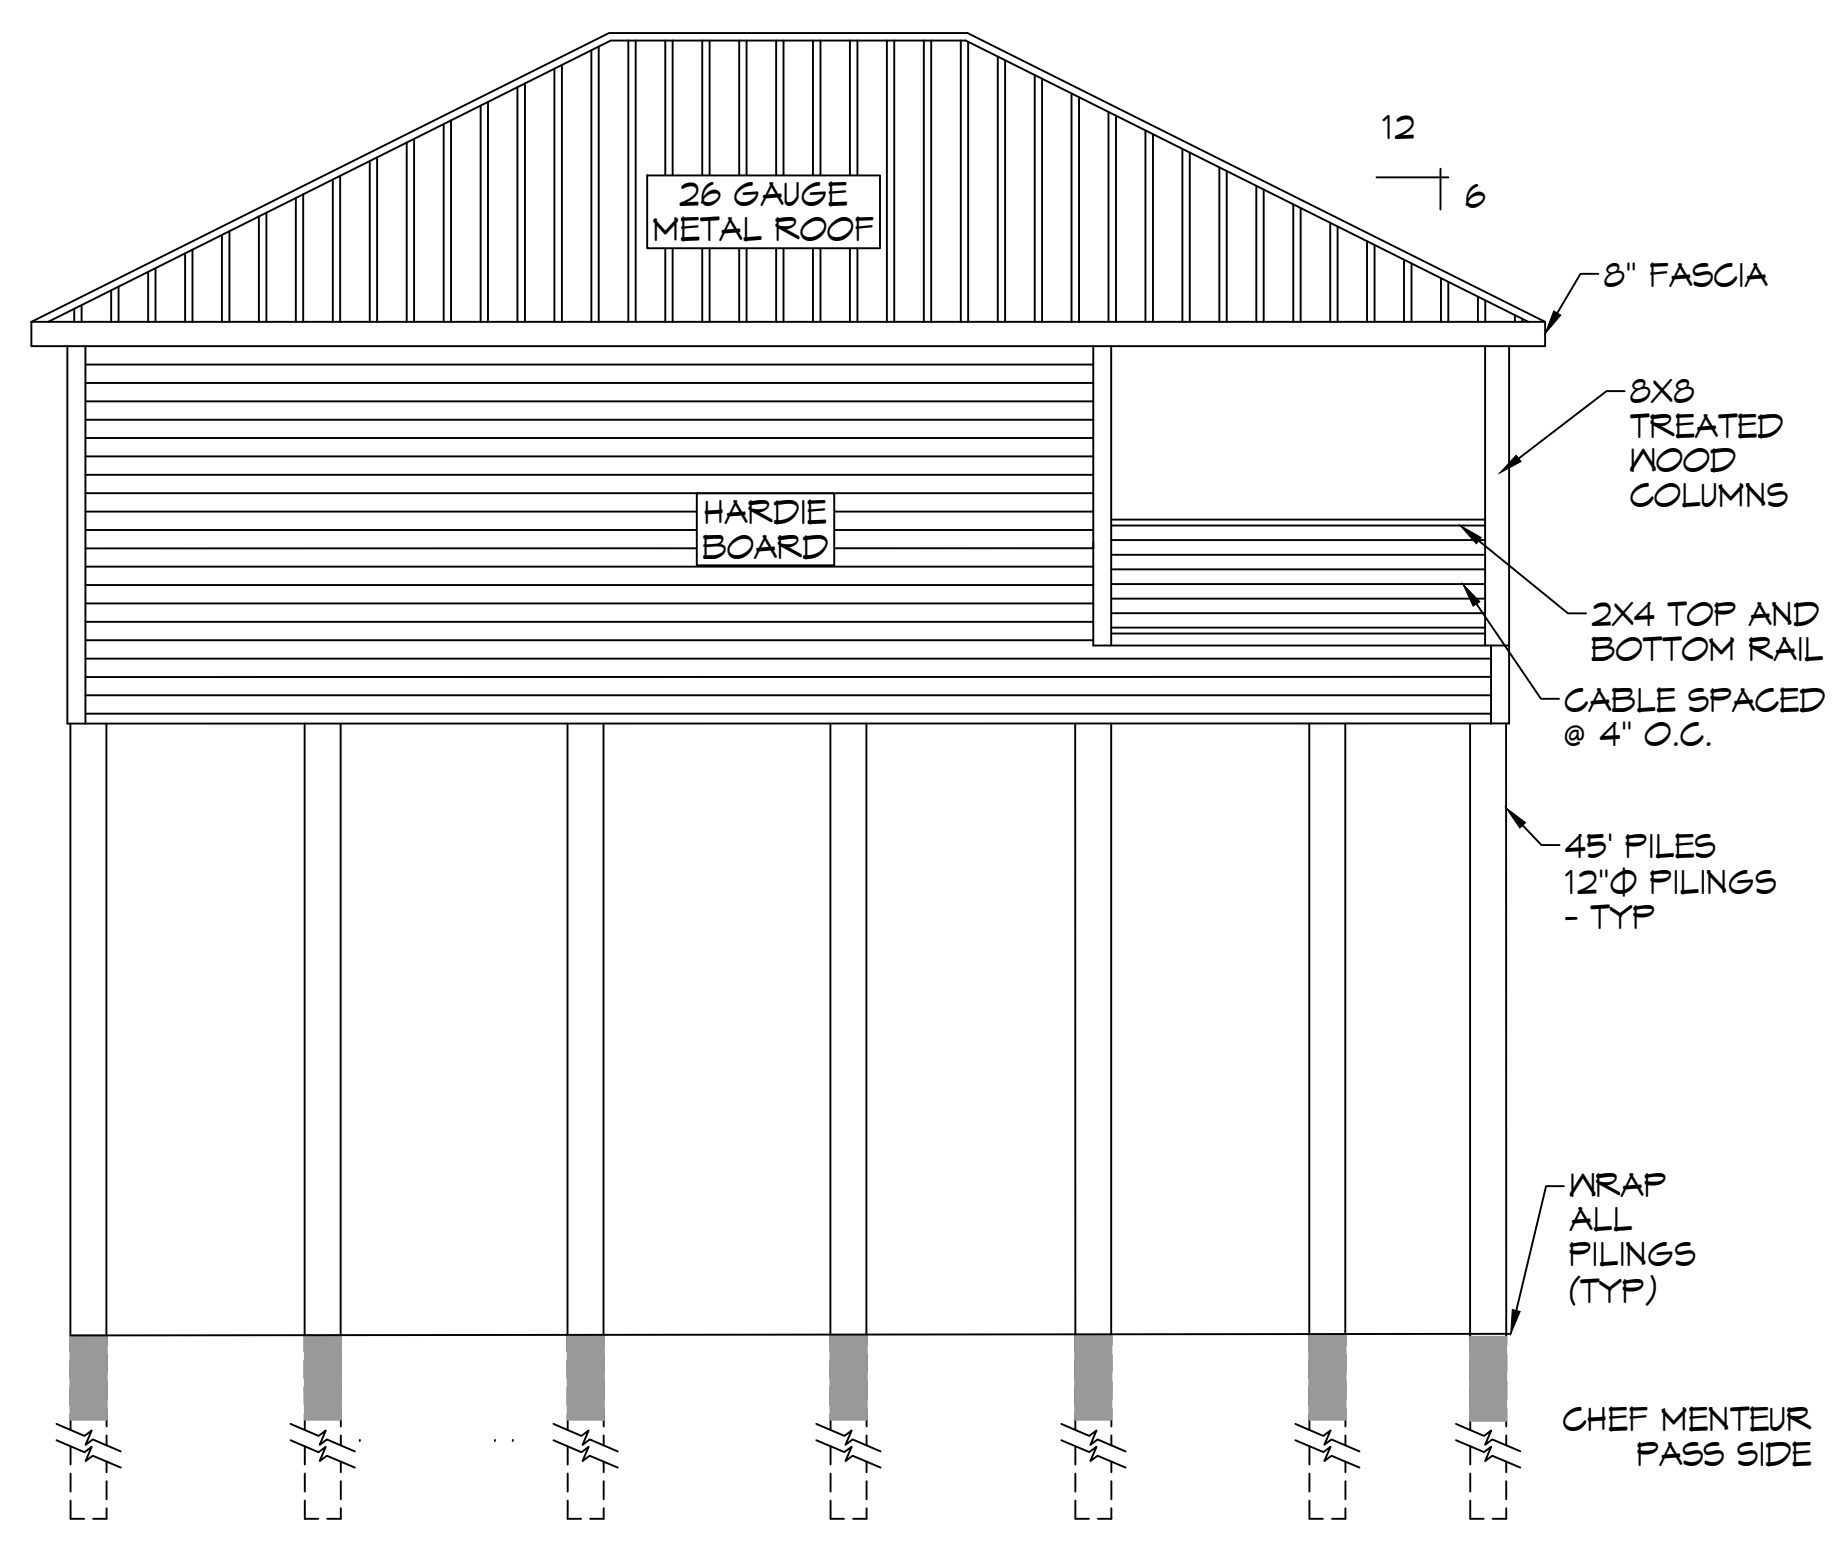 12
6
26 GAUGE
METAL ROOF
8" FASCIA
8X8
TREATED
WOOD
COLUMNS
HARDIE
BOARD
2X4 TOP AND
BOTTOM RAIL
CABLE SPACED
@ 4" O.C.
45' PILES
12"Φ PILINGS
- TYP
WRAP
ALL
PILINGS
(TYP)
CHEF MENTEUR
PASS SIDE